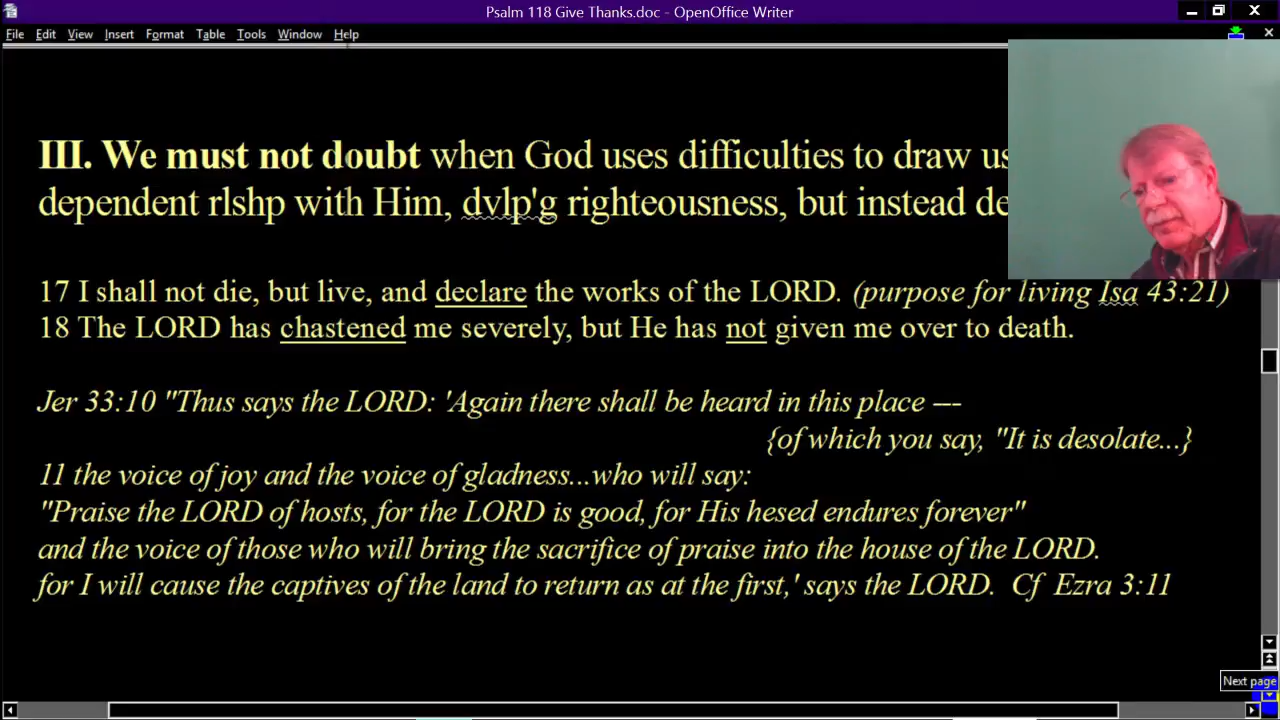 Psalm 118 Give Thanks.doc - OpenOffice Writer
File Edit View Insert Format Table Tools Window Help
III. We must not doubt when God uses difficulties to draw us
dependent rlshp with Him, dvlp'g righteousness, but instead de
17 I shall not die, but live, and declare the works of the LORD. (purpose for living Isa 43:21)
18 The LORD has chastened me severely, but He has not given me over to death.
Jer 33:10 "Thus says the LORD: 'Again there shall be heard in this place ---
{of which you say, "It is desolate...}
11 the voice of joy and the voice of gladness...who will say:
"Praise the LORD of hosts, for the LORD is good, for His hesed endures forever"
and the voice of those who will bring the sacrifice of praise into the house of the LORD.
for I will cause the captives of the land to return as at the first,' says the LORD.  Cf  Ezra 3:11
Next page